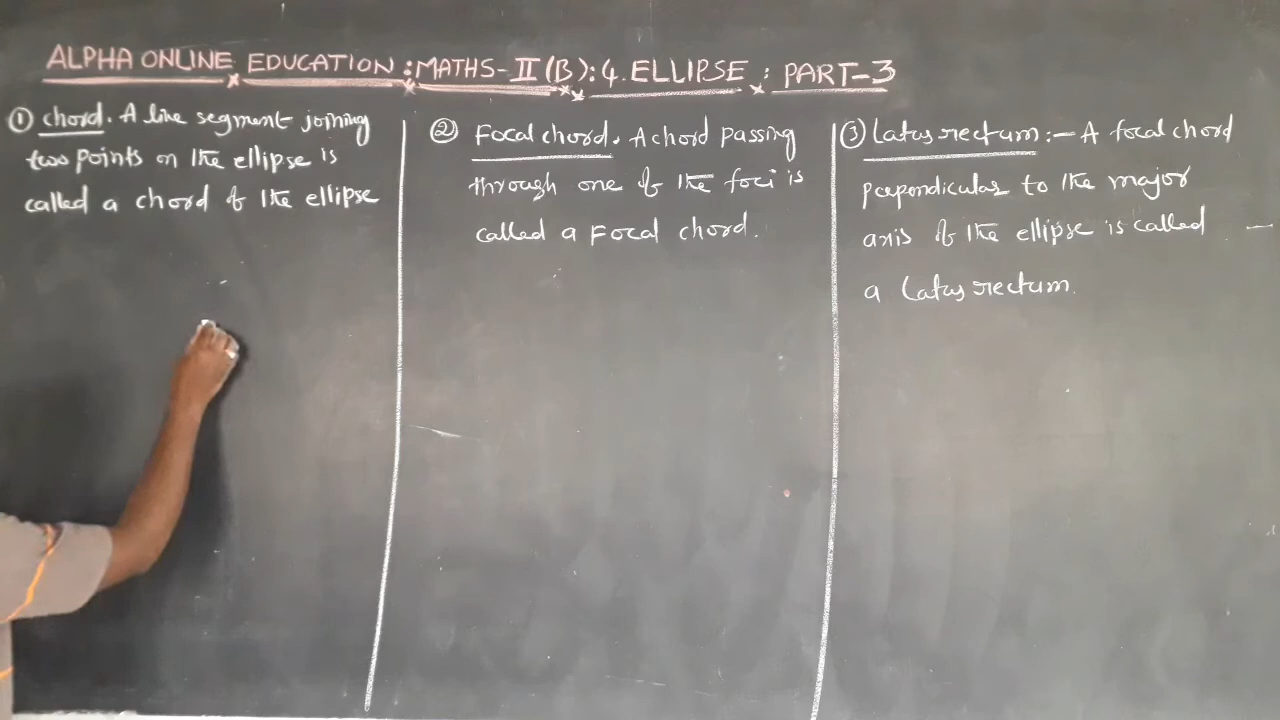 ALPHA ONLINE EDUCATION : MATHS-II(B): 4. ELLIPSE : PART-3
① chord. A line segment joining
two points on the ellipse is
called a chord of the ellipse
② Focal chord. A chord passing
through one of the foci is
called a Focal chord.
③ Latus rectum :- A focal chord
perpendicular to the major
axis of the ellipse is called
a Latus rectum.